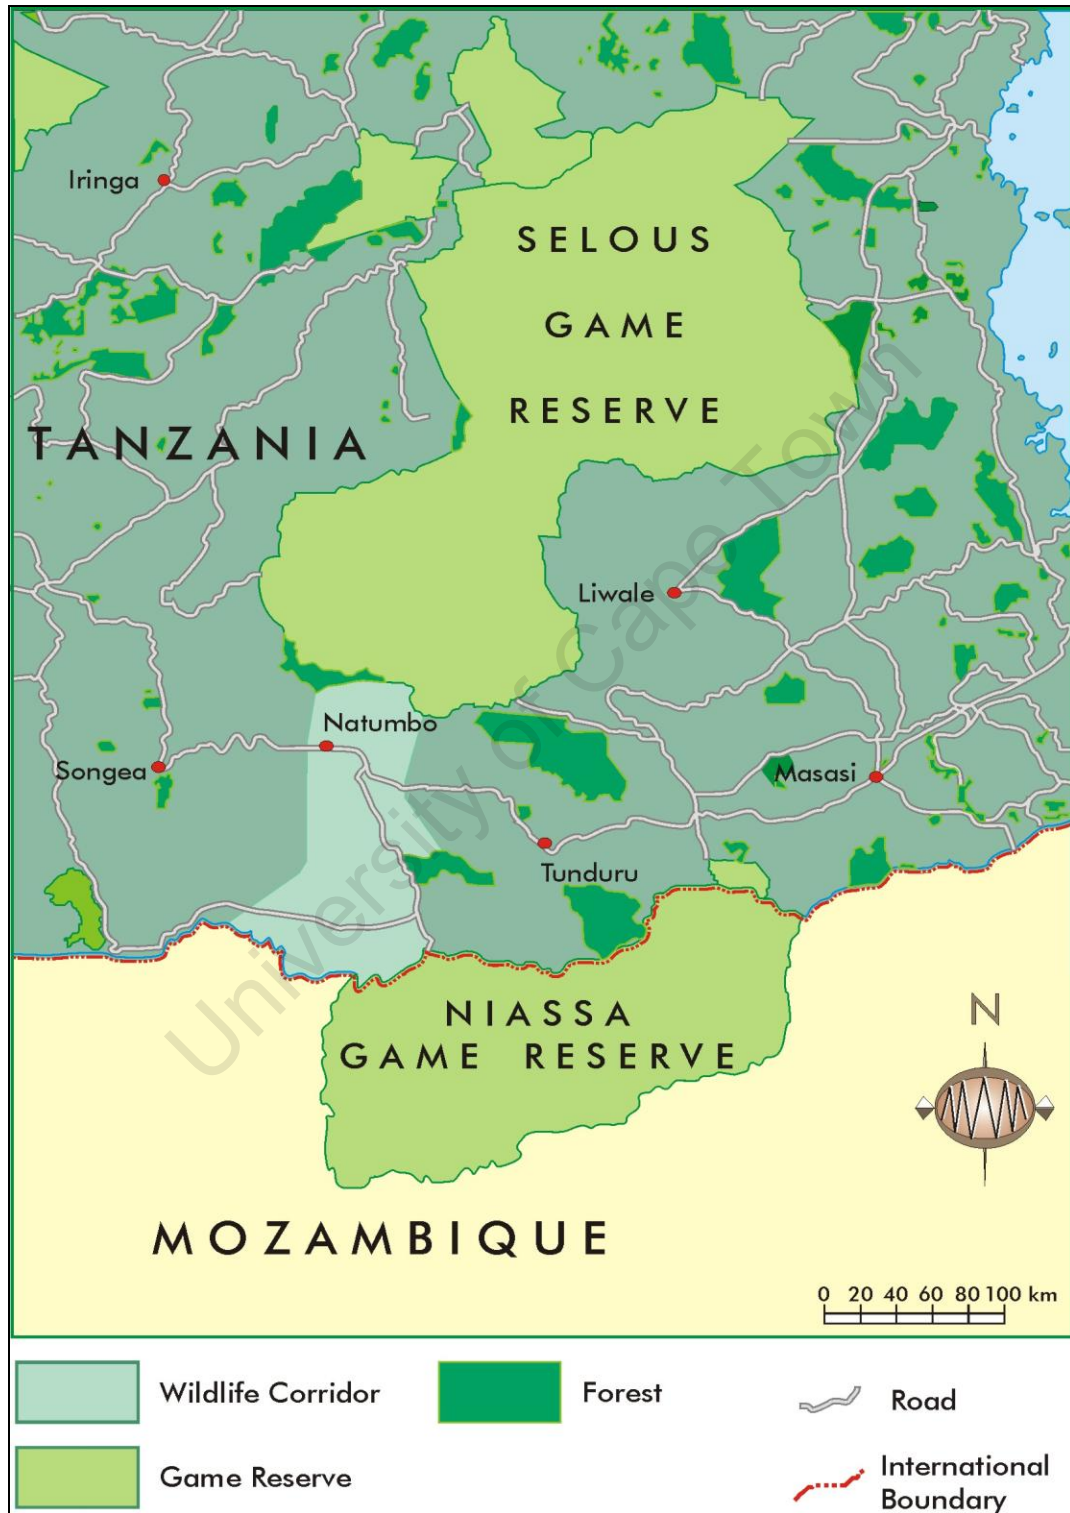 Iringa
SELOUS
GAME
RESERVE
TANZANIA
Liwale
Natumbo
Songea
Masasi
Tunduru
NIASSA
GAME RESERVE
N
MOZAMBIQUE
0 20 40 60 80 100 km
University of Cape Town
Wildlife Corridor
Forest
Road
Game Reserve
International
Boundary